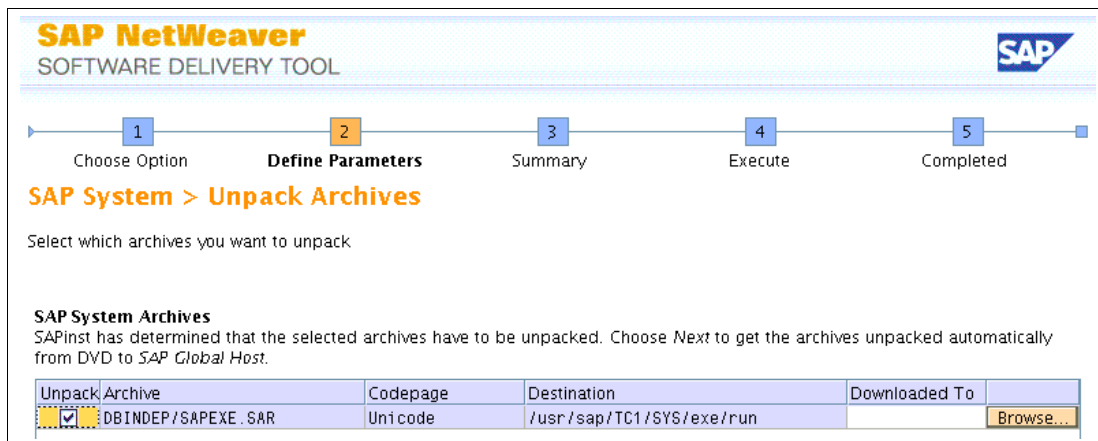 SAP NetWeaver
SOFTWARE DELIVERY TOOL
SAP
1 2 3 4 5
Choose Option Define Parameters Summary Execute Completed
SAP System > Unpack Archives
Select which archives you want to unpack
SAP System Archives
SAPinst has determined that the selected archives have to be unpacked. Choose Next to get the archives unpacked automatically
from DVD to SAP Global Host.
Unpack Archive Codepage Destination Downloaded To
DBINDEP/SAPEXE.SAR Unicode /usr/sap/TC1/SYS/exe/run Browse...